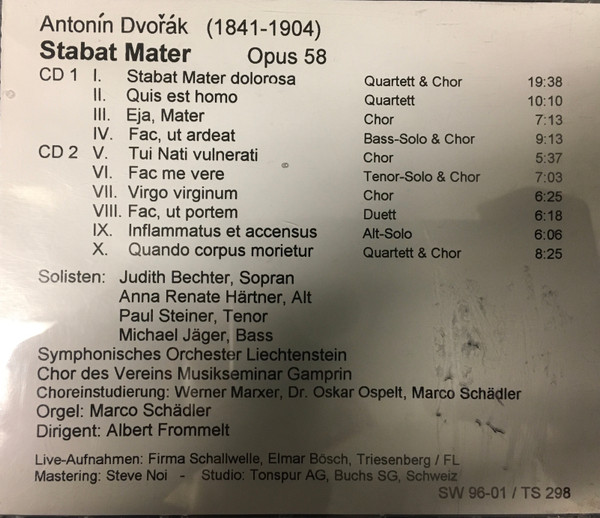 Antonín Dvořák (1841-1904)
Stabat Mater Opus 58
CD 1 I. Stabat Mater dolorosa Quartett & Chor 19:38
II. Quis est homo Quartett 10:10
III. Eja, Mater Chor 7:13
IV. Fac, ut ardeat Bass-Solo & Chor 9:13
CD 2 V. Tui Nati vulnerati Chor 5:37
VI. Fac me vere Tenor-Solo & Chor 7:03
VII. Virgo virginum Chor 6:25
VIII. Fac, ut portem Duett 6:18
IX. Inflammatus et accensus Alt-Solo 6:06
X. Quando corpus morietur Quartett & Chor 8:25
Solisten: Judith Bechter, Sopran
Anna Renate Härtner, Alt
Paul Steiner, Tenor
Michael Jäger, Bass
Symphonisches Orchester Liechtenstein
Chor des Vereins Musikseminar Gamprin
Choreinstudierung: Werner Marxer, Dr. Oskar Ospelt, Marco Schädler
Orgel: Marco Schädler
Dirigent: Albert Frommelt
Live-Aufnahmen: Firma Schallwelle, Elmar Bösch, Triesenberg / FL
Mastering: Steve Noi - Studio: Tonspur AG, Buchs SG, Schweiz
SW 96-01 / TS 298